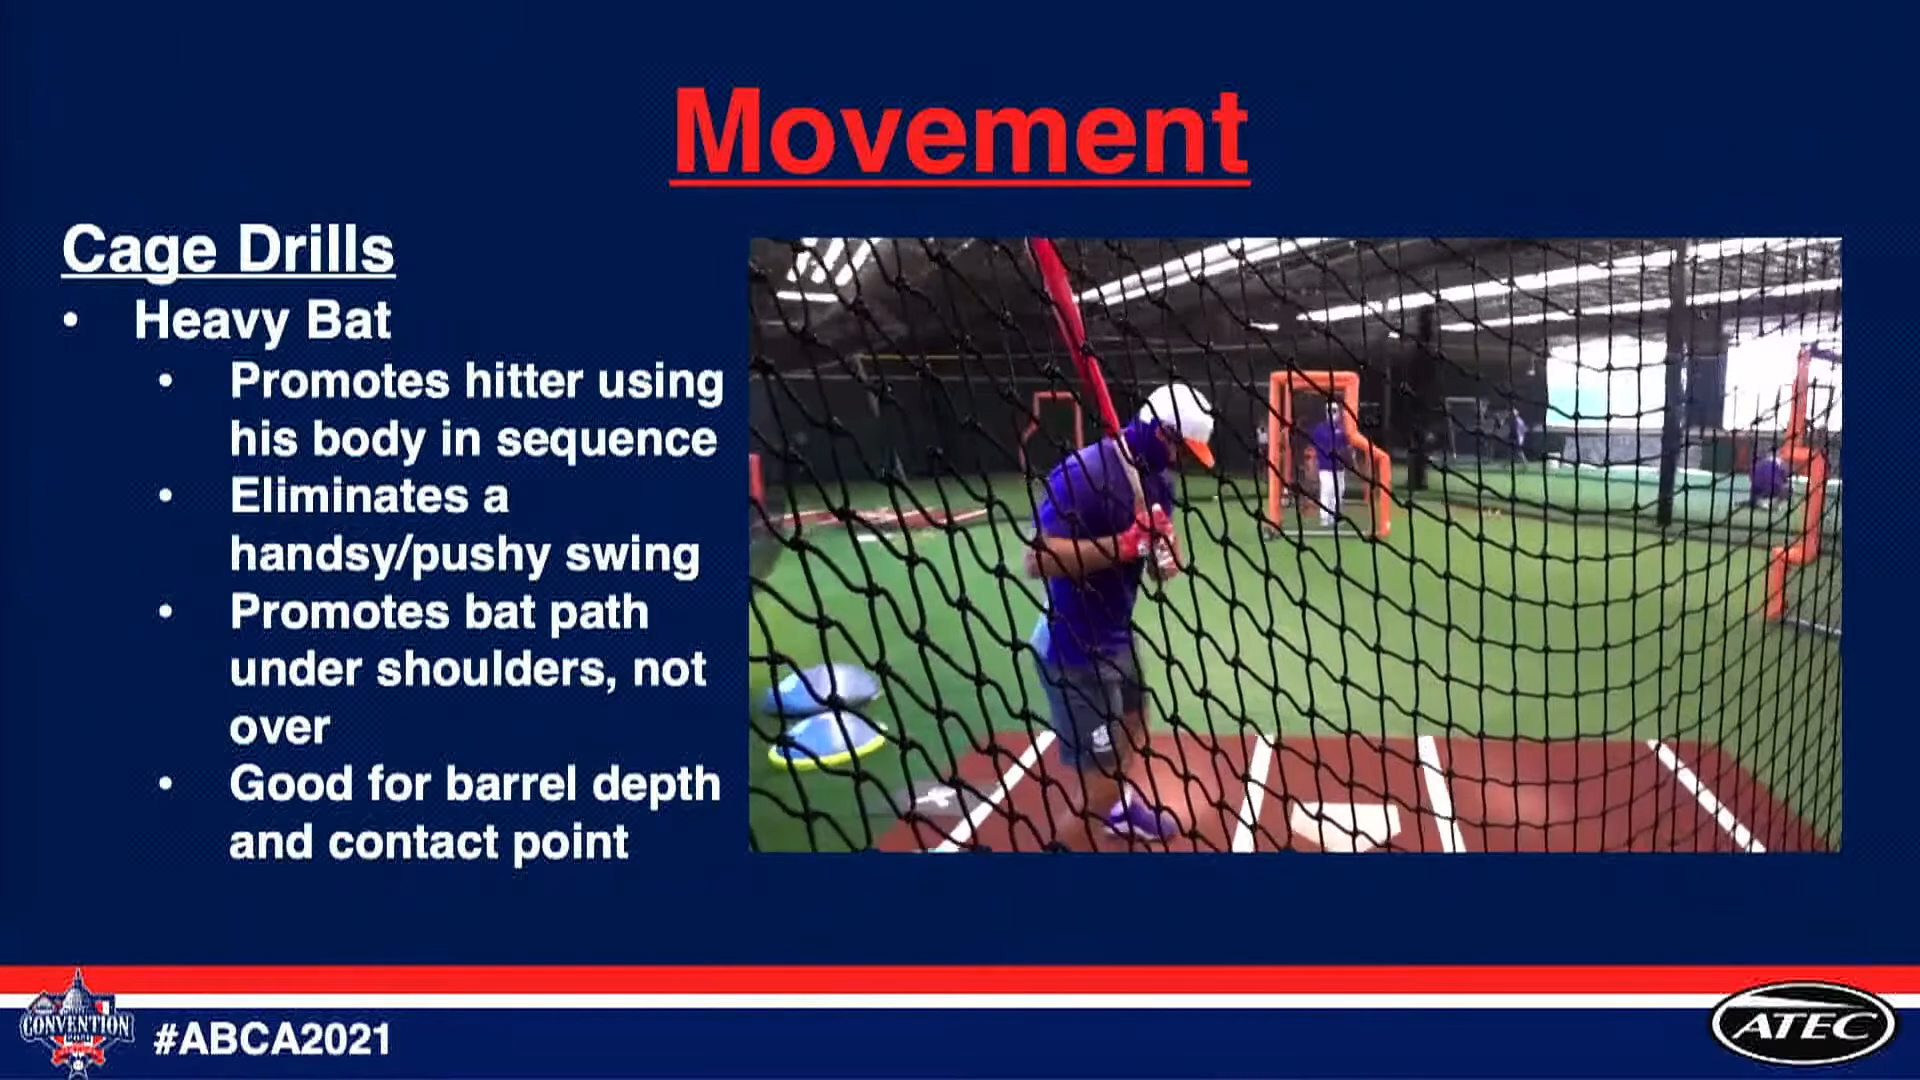 Movement
Cage Drills
• Heavy Bat
• Promotes hitter using
his body in sequence
• Eliminates a
handsy/pushy swing
• Promotes bat path
under shoulders, not
over
• Good for barrel depth
and contact point
CONVENTION
#ABCA2021
ATEC